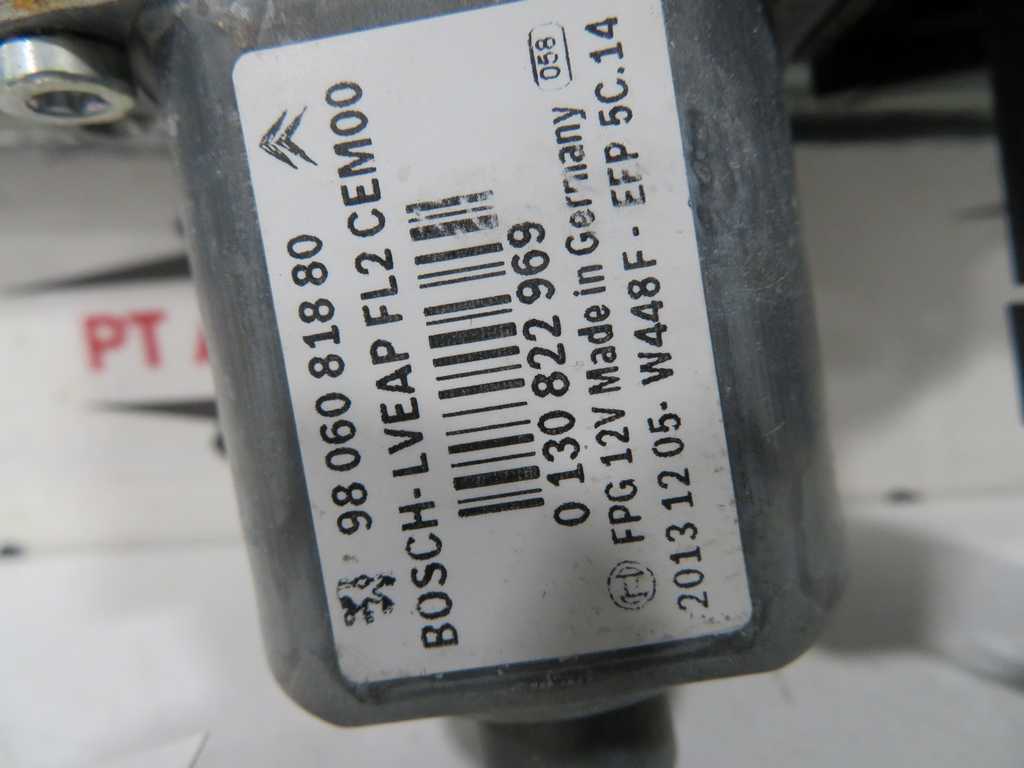 98 060 818 80
BOSCH-LVEAP FL2 CEM00
0 130 822 969
FPG 12V Made in Germany
058
2013 12 05- W448F - EFP 5C.14
PT